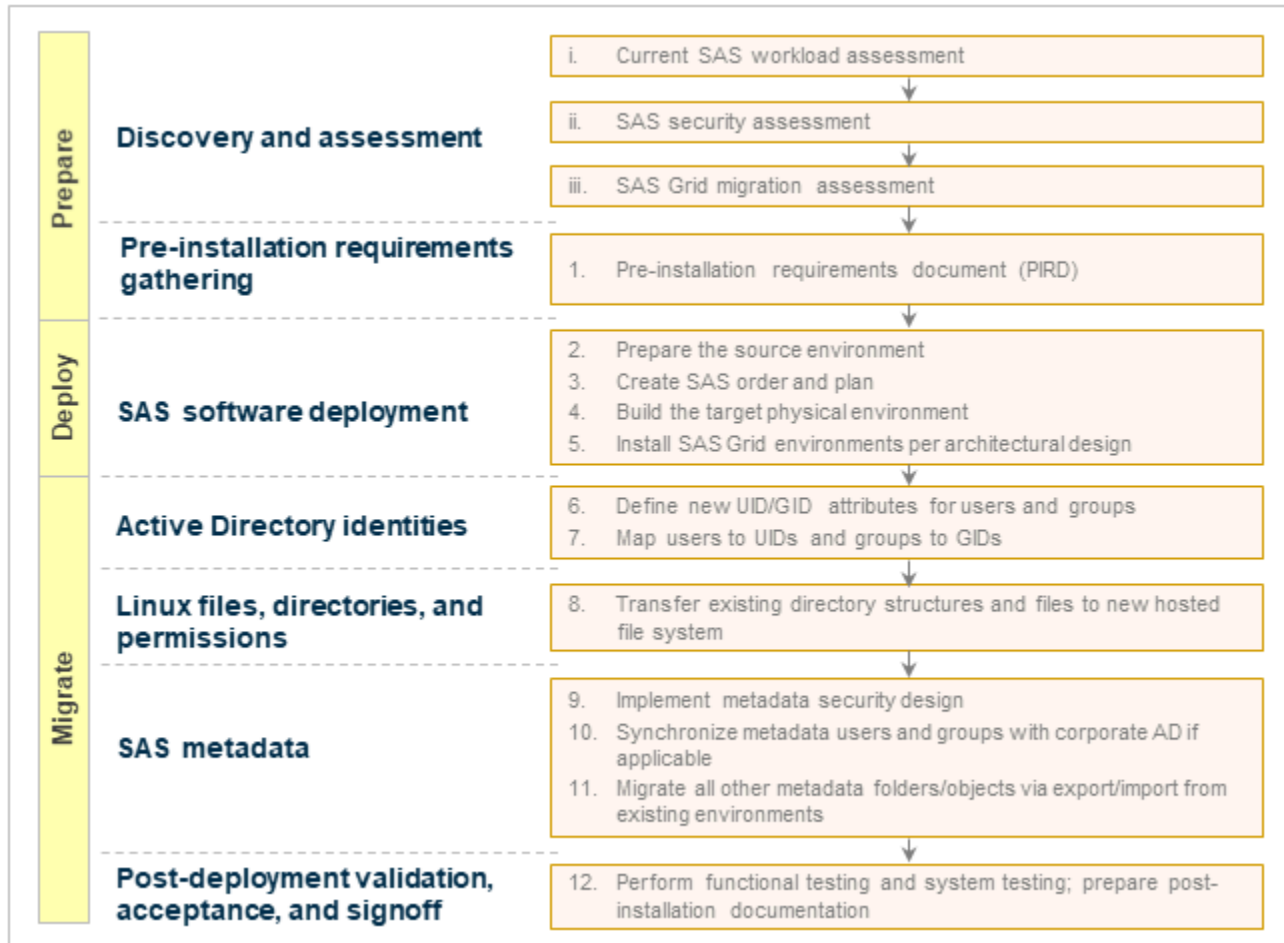 Prepare
Discovery and assessment
i. Current SAS workload assessment
ii. SAS security assessment
iii. SAS Grid migration assessment
Pre-installation requirements
gathering
1. Pre-installation requirements document (PIRD)
Deploy
SAS software deployment
2. Prepare the source environment
3. Create SAS order and plan
4. Build the target physical environment
5. Install SAS Grid environments per architectural design
Migrate
Active Directory identities
6. Define new UID/GID attributes for users and groups
7. Map users to UIDs and groups to GIDs
Linux files, directories, and
permissions
8. Transfer existing directory structures and files to new hosted
file system
SAS metadata
9. Implement metadata security design
10. Synchronize metadata users and groups with corporate AD if
applicable
11. Migrate all other metadata folders/objects via export/import from
existing environments
Post-deployment validation,
acceptance, and signoff
12. Perform functional testing and system testing; prepare post-
installation documentation